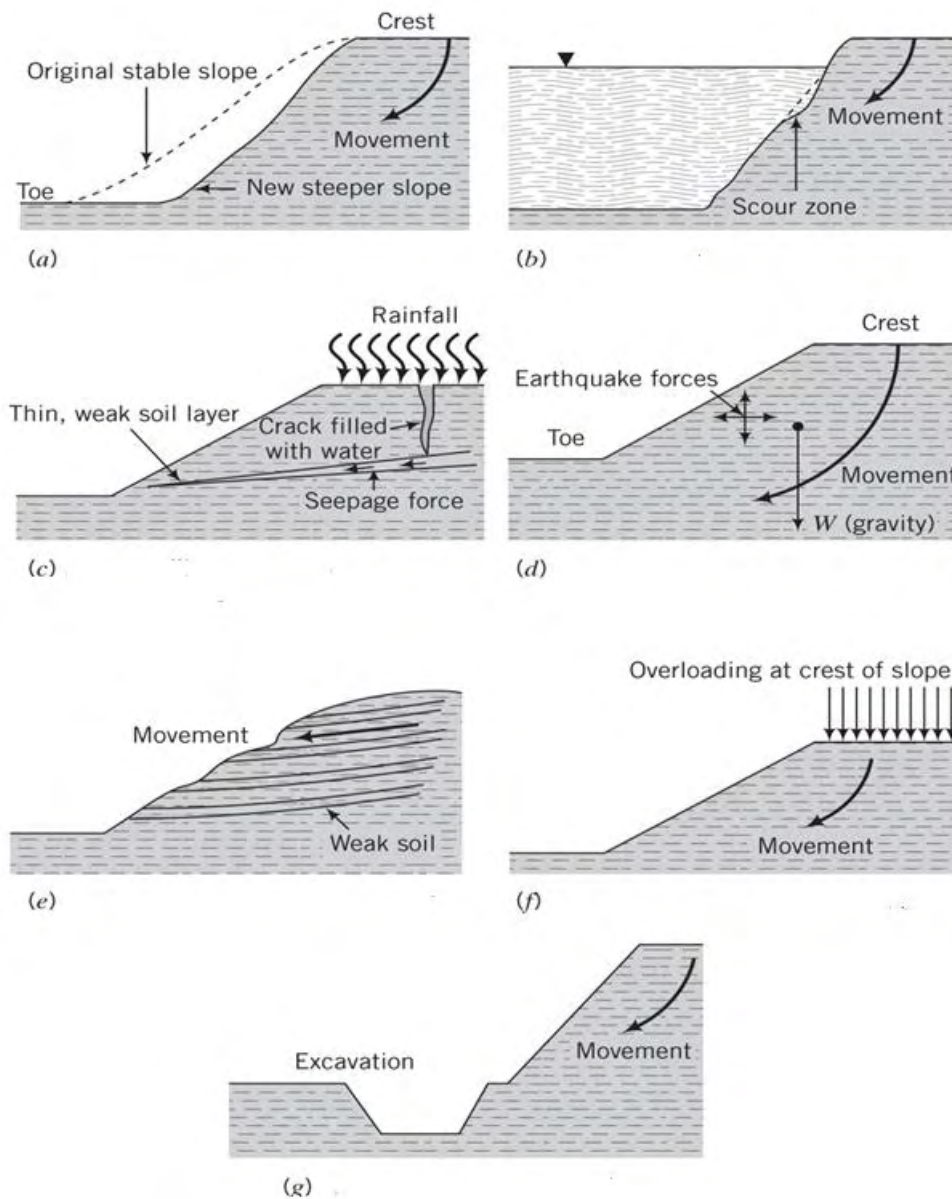 Crest
Original stable slope
Movement
Toe
New steeper slope
(a)
Movement
Scour zone
(b)
Rainfall
Thin, weak soil layer
Crack filled
with water
Seepage force
(c)
Crest
Earthquake forces
Toe
Movement
W (gravity)
(d)
Movement
Weak soil
(e)
Overloading at crest of slope
Movement
(f)
Excavation
Movement
(g)